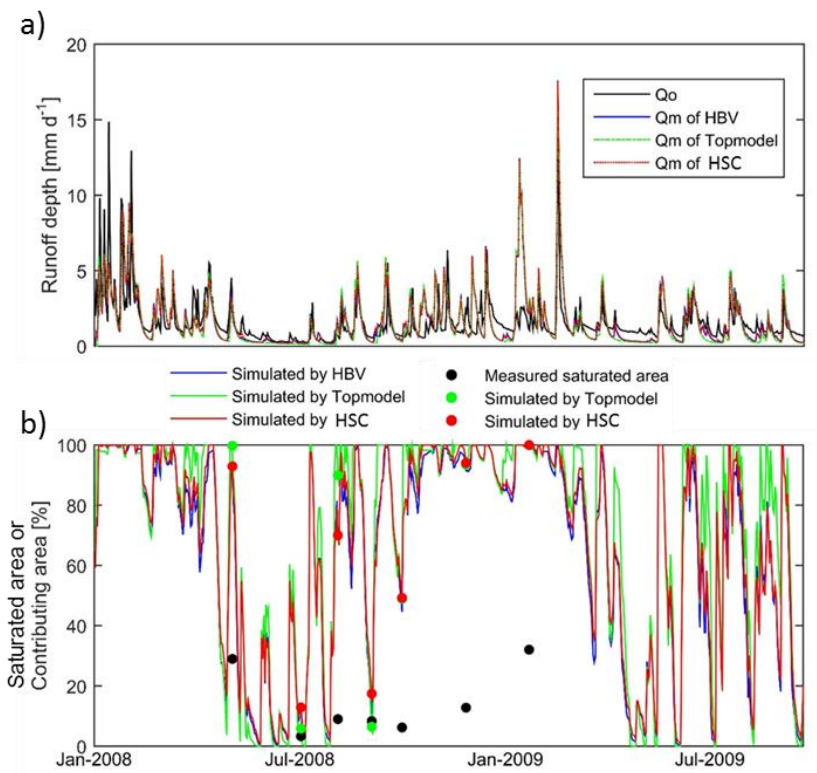 a)
20
15
10
5
0
Runoff depth [mm d-1]
Qo
Qm of HBV
Qm of Topmodel
Qm of HSC
Simulated by HBV
Simulated by Topmodel
Simulated by HSC
Measured saturated area
Simulated by Topmodel
Simulated by HSC
b)
100
80
60
40
20
0
Saturated area or
Contributing area [%]
Jan-2008 Jul-2008 Jan-2009 Jul-2009